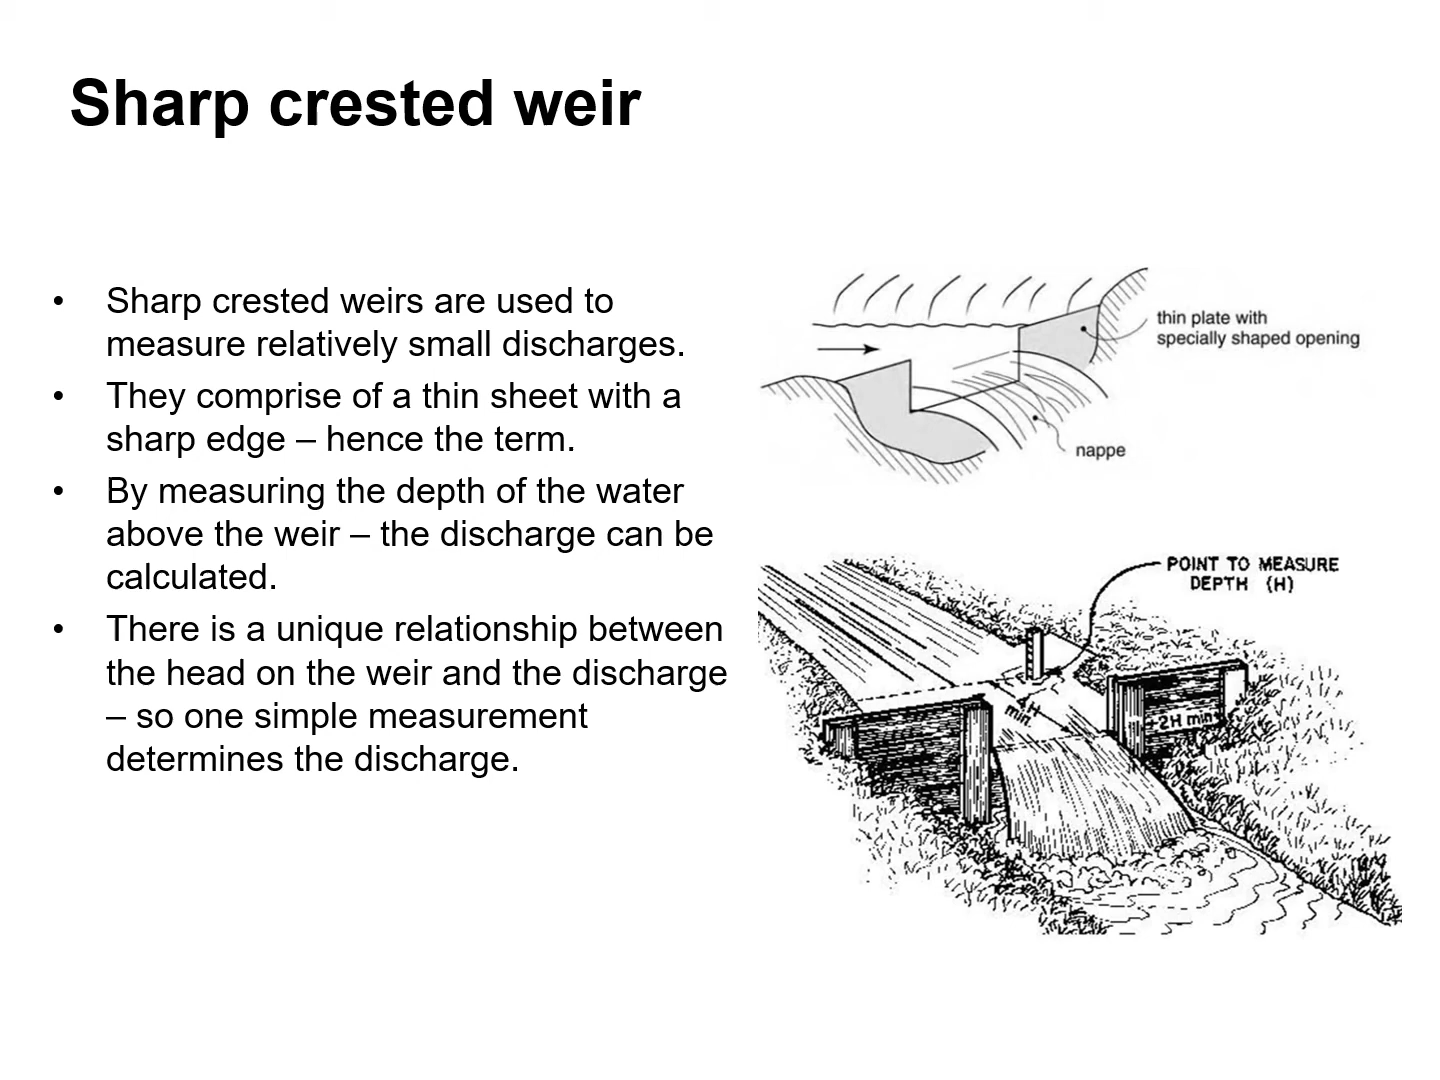 Sharp crested weir
• Sharp crested weirs are used to
measure relatively small discharges.
• They comprise of a thin sheet with a
sharp edge – hence the term.
• By measuring the depth of the water
above the weir – the discharge can be
calculated.
• There is a unique relationship between
the head on the weir and the discharge
– so one simple measurement
determines the discharge.
thin plate with
specially shaped opening
nappe
POINT TO MEASURE
DEPTH (H)
4H
min.
2H min